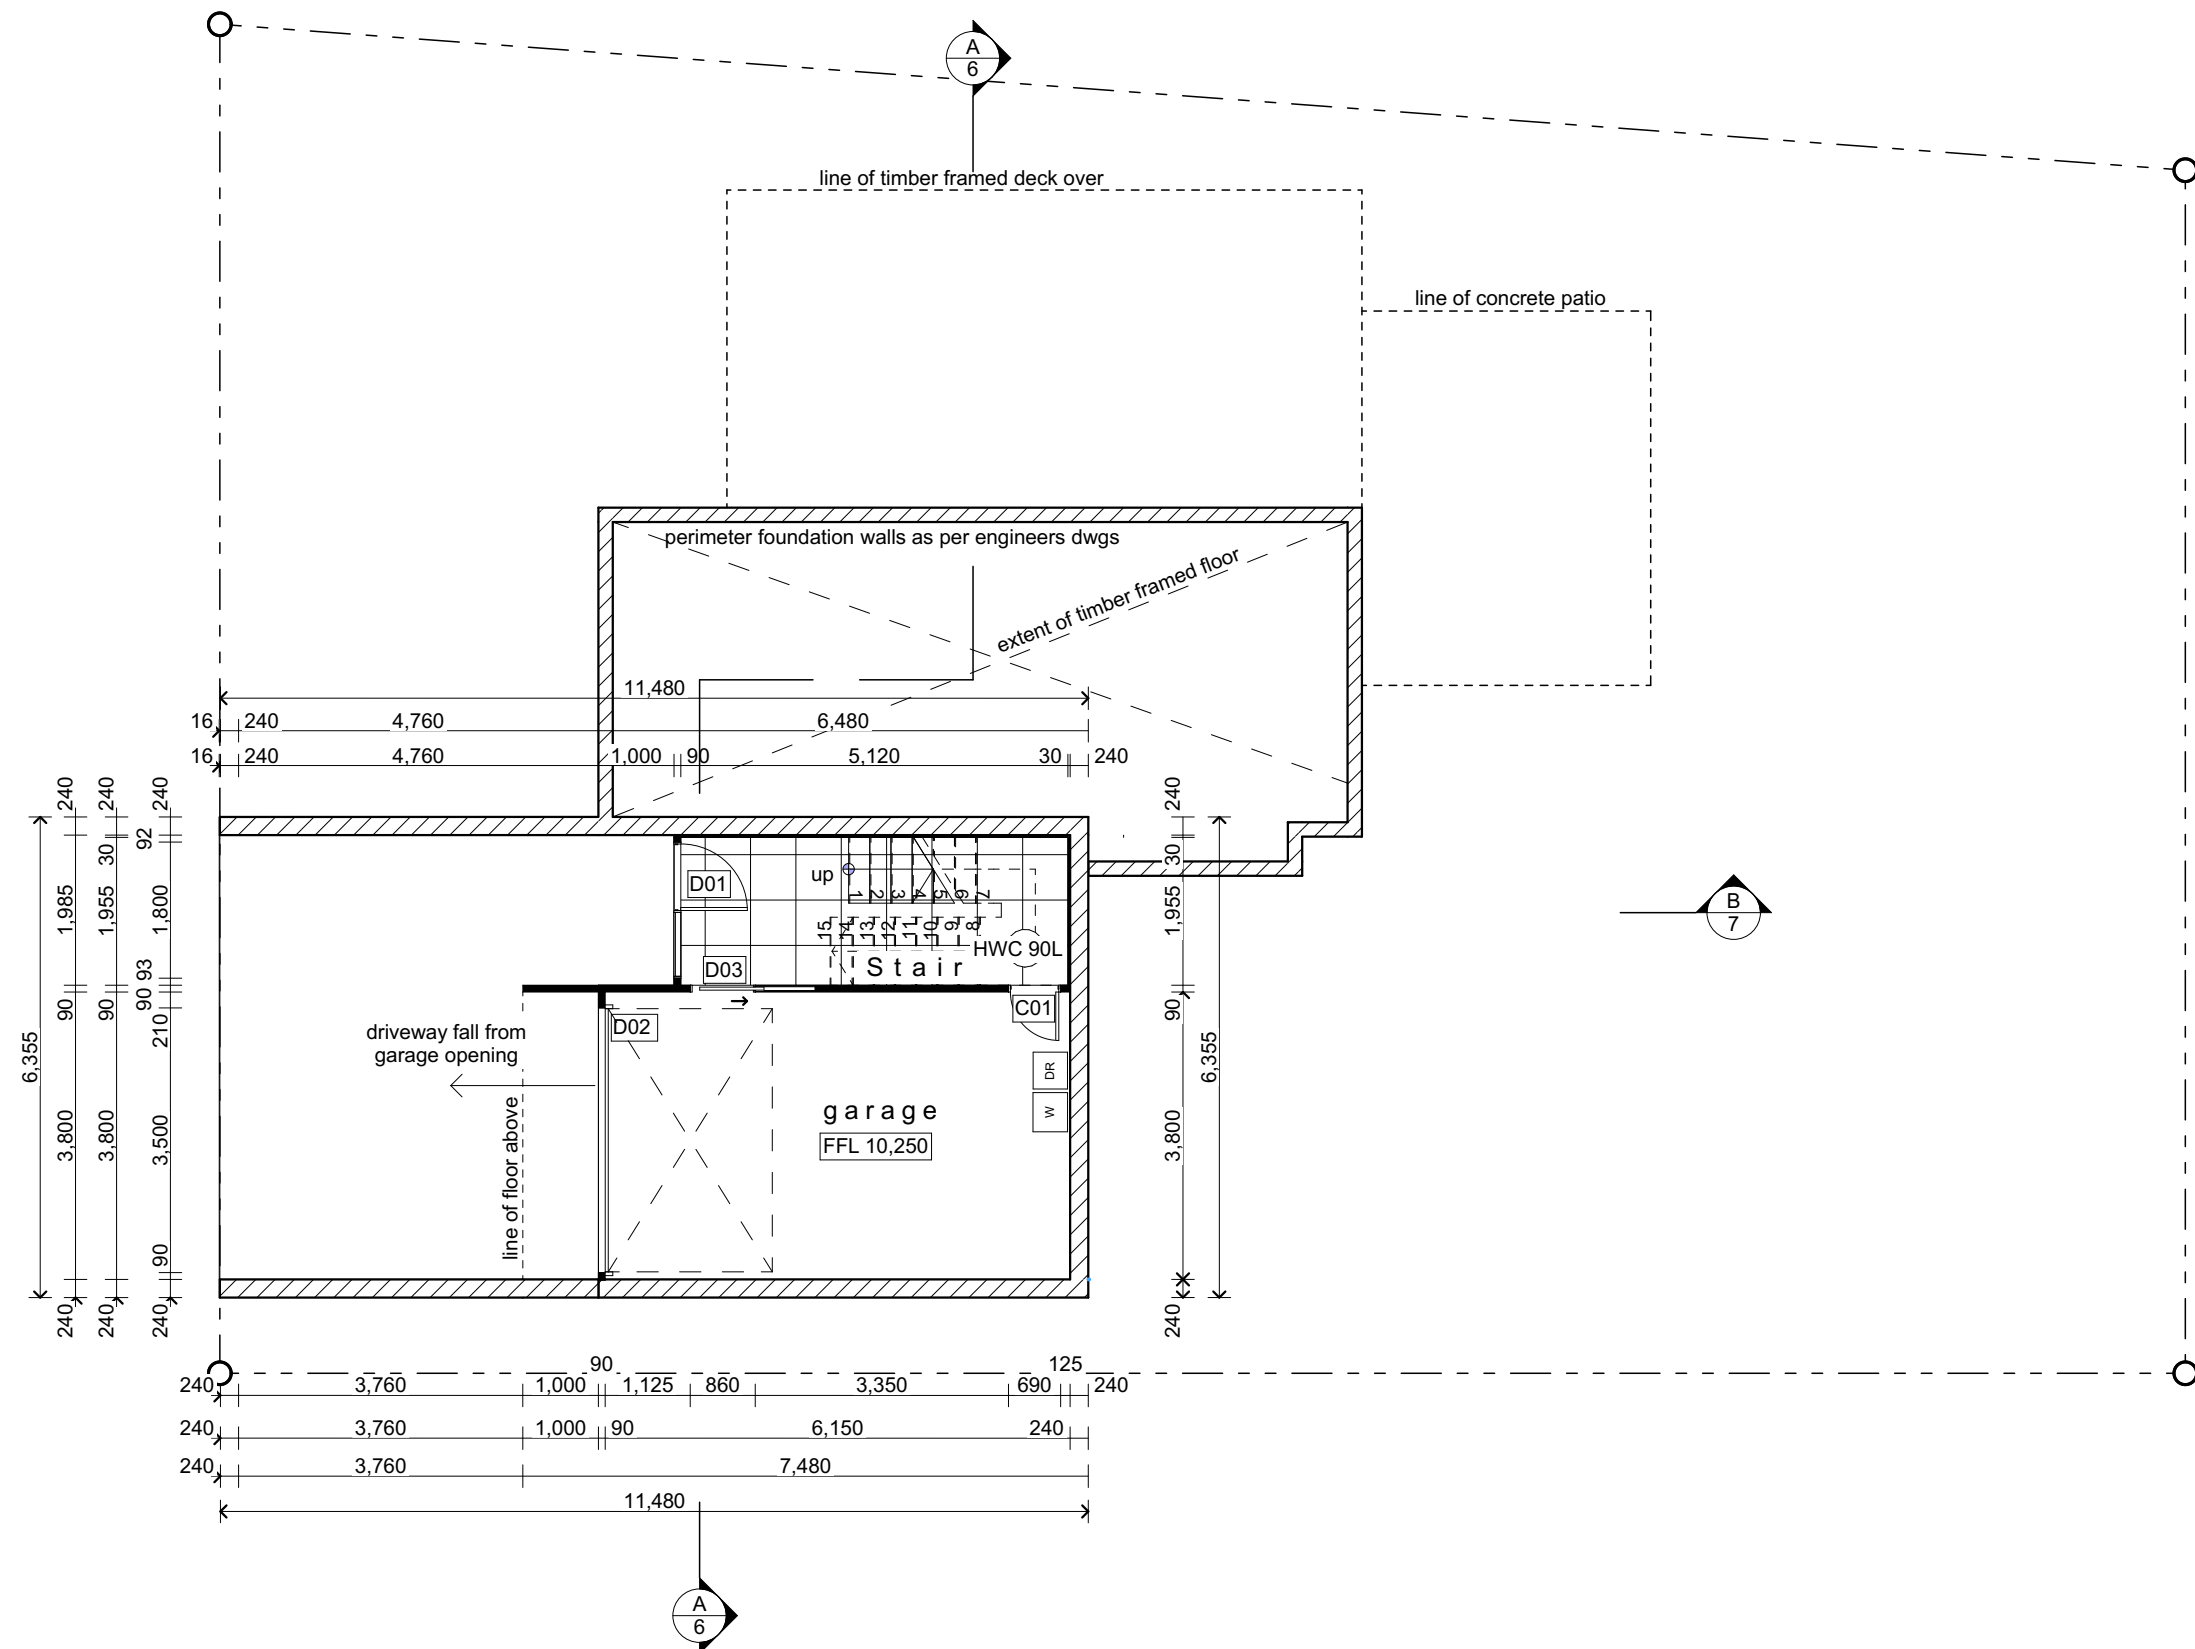 A
6
line of timber framed deck over
line of concrete patio
perimeter foundation walls as per engineers dwgs
extent of timber framed floor
11,480
16 240 4,760 6,480
16 240 4,760 1,000 90 5,120 30 240
240 240 240
92
30
1,985 1,955 1,800
93
90 90 90
210
6,355
3,800 3,800 3,500
90
240 240 240
D01
up
1 2 3 4 5 6 7
15 14 13 12 11 10 9 8
HWC 90L
D03
Stair
D02
C01
driveway fall from
garage opening
line of floor above
DR
W
garage
FFL 10,250
240
30
1,955
90
6,355
3,800
240
B
7
90 125
240 3,760 1,000 1,125 860 3,350 690 240
240 3,760 1,000 90 6,150 240
240 3,760 7,480
11,480
A
6